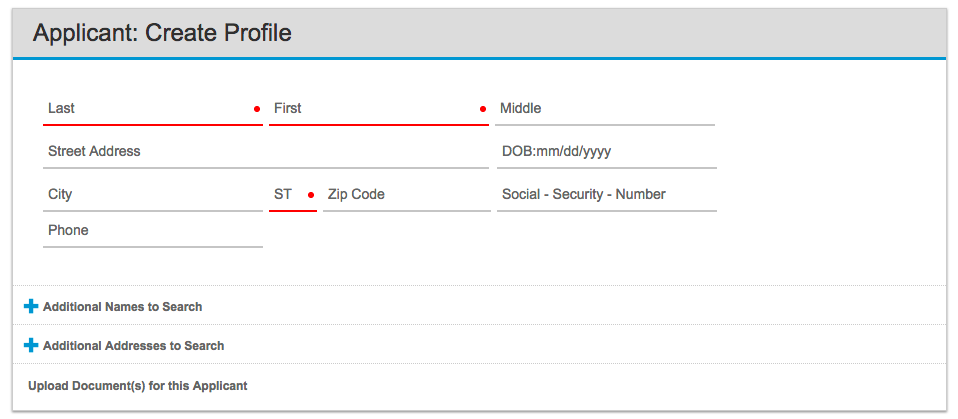 Applicant: Create Profile
Last First Middle
Street Address DOB:mm/dd/yyyy
City ST Zip Code Social - Security - Number
Phone
Additional Names to Search
Additional Addresses to Search
Upload Document(s) for this Applicant